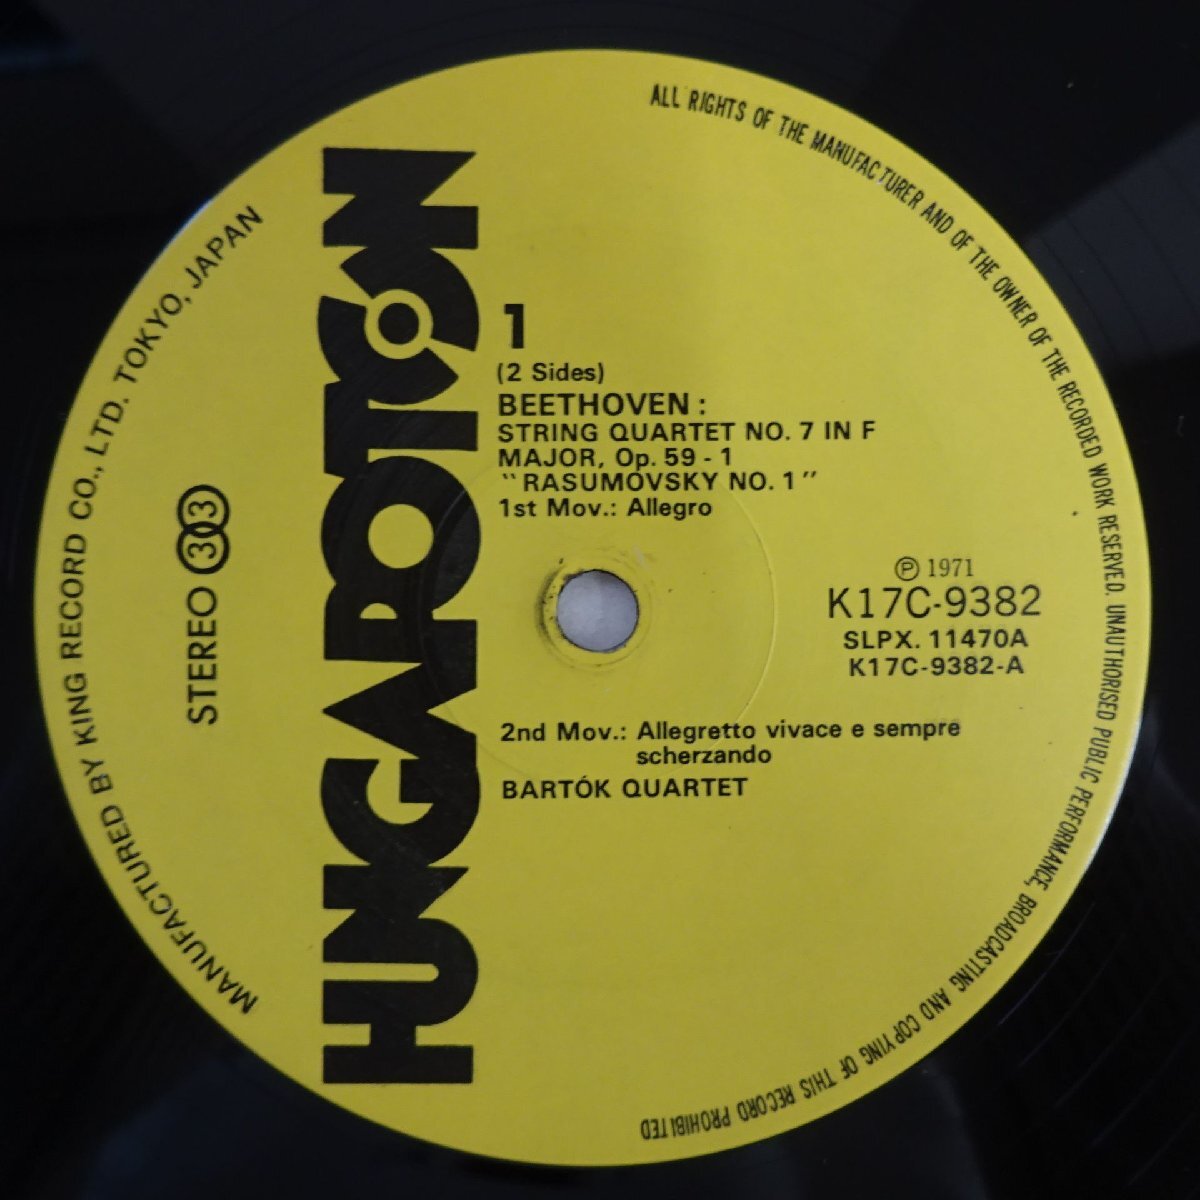 HUNGAROTON
1
(2 Sides)
BEETHOVEN :
STRING QUARTET NO. 7 IN F
MAJOR, Op. 59 - 1
"RASUMOVSKY NO. 1"
1st Mov.: Allegro
℗ 1971
K17C-9382
SLPX. 11470A
K17C-9382-A
2nd Mov.: Allegretto vivace e sempre
scherzando
BARTÓK QUARTET
STEREO 33
MANUFACTURED BY KING RECORD CO., LTD. TOKYO, JAPAN
ALL RIGHTS OF THE MANUFACTURER AND OF THE OWNER OF THE RECORDED WORK RESERVED. UNAUTHORISED PUBLIC PERFORMANCE, BROADCASTING AND COPYING OF THIS RECORD PROHIBITED